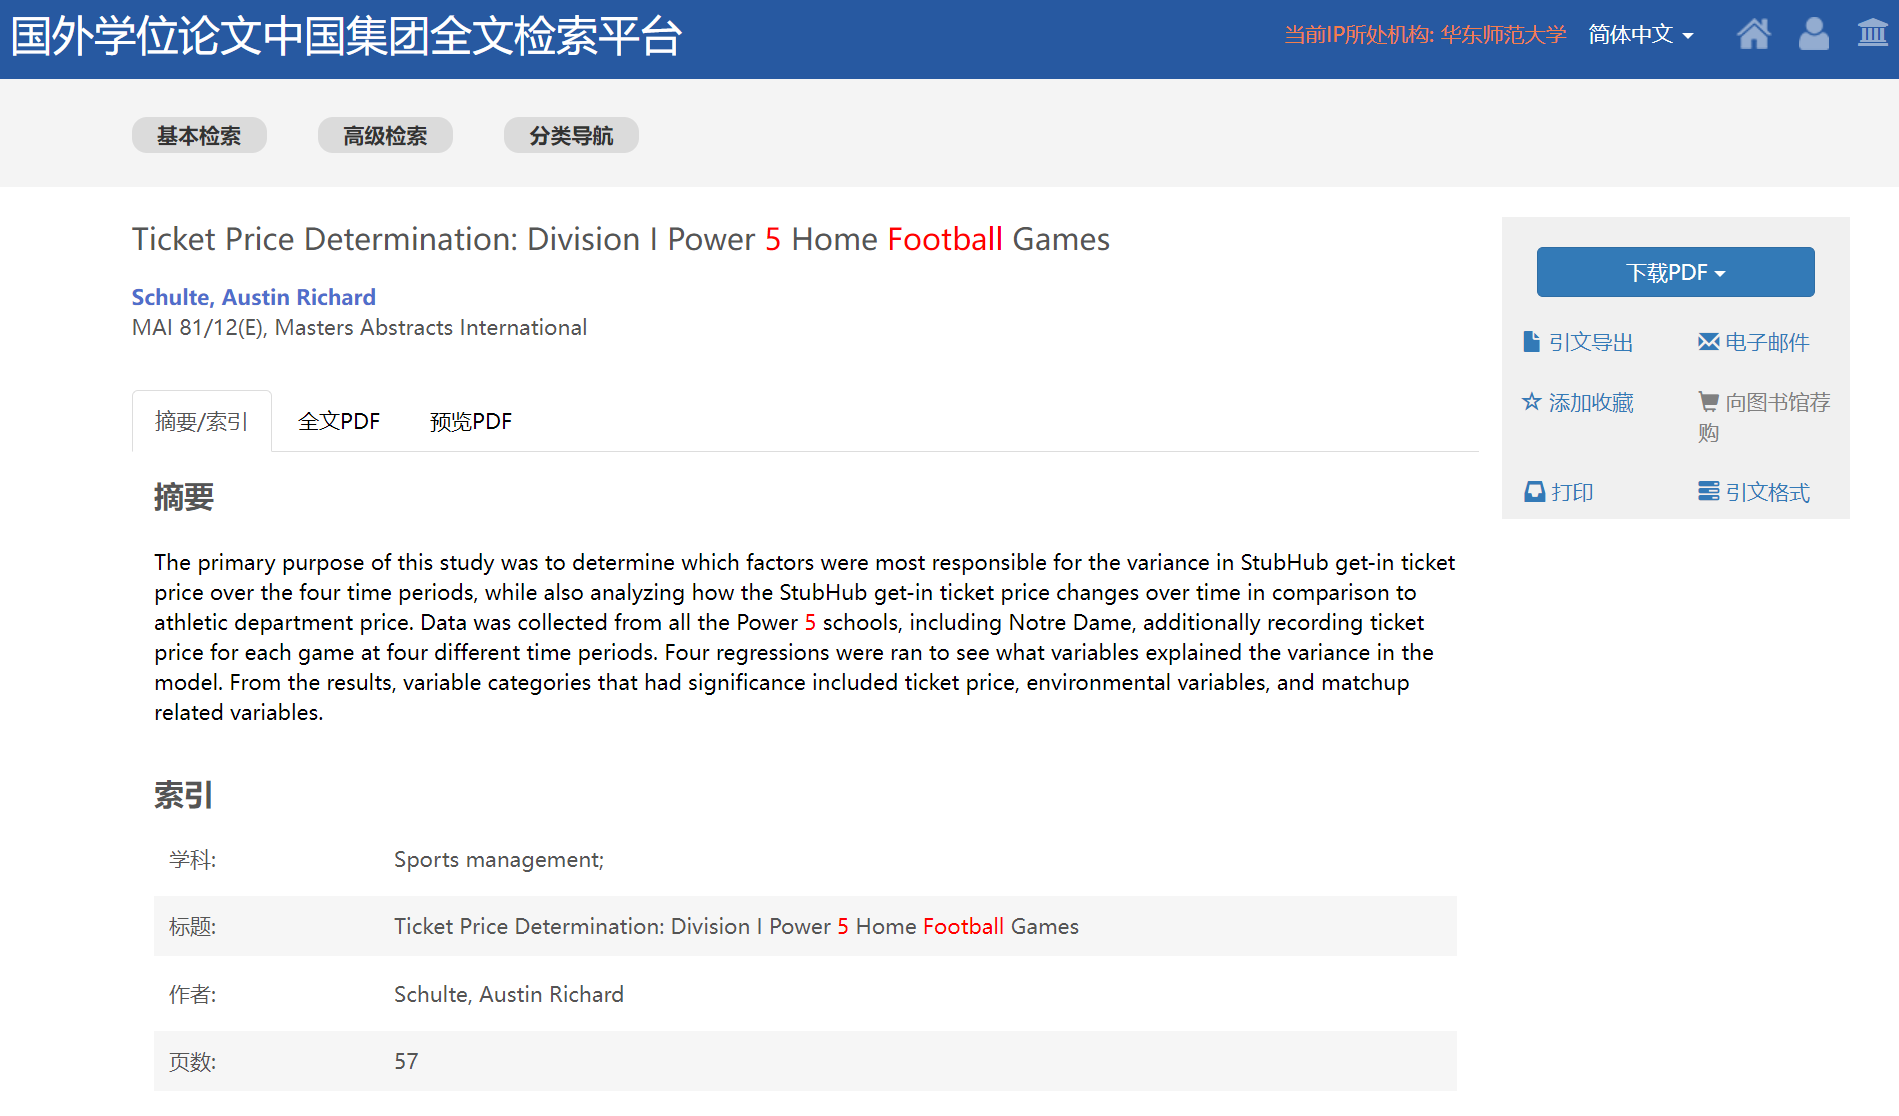 国外学位论文中国集团全文检索平台
当前IP所处机构: 华东师范大学 简体中文
基本检索 高级检索 分类导航
Ticket Price Determination: Division I Power 5 Home Football Games
Schulte, Austin Richard
MAI 81/12(E), Masters Abstracts International
下载PDF
引文导出 电子邮件
添加收藏 向图书馆荐
购
打印 引文格式
摘要/索引 全文PDF 预览PDF
摘要
The primary purpose of this study was to determine which factors were most responsible for the variance in StubHub get-in ticket
price over the four time periods, while also analyzing how the StubHub get-in ticket price changes over time in comparison to
athletic department price. Data was collected from all the Power 5 schools, including Notre Dame, additionally recording ticket
price for each game at four different time periods. Four regressions were ran to see what variables explained the variance in the
model. From the results, variable categories that had significance included ticket price, environmental variables, and matchup
related variables.
索引
学科: Sports management;
标题: Ticket Price Determination: Division I Power 5 Home Football Games
作者: Schulte, Austin Richard
页数: 57